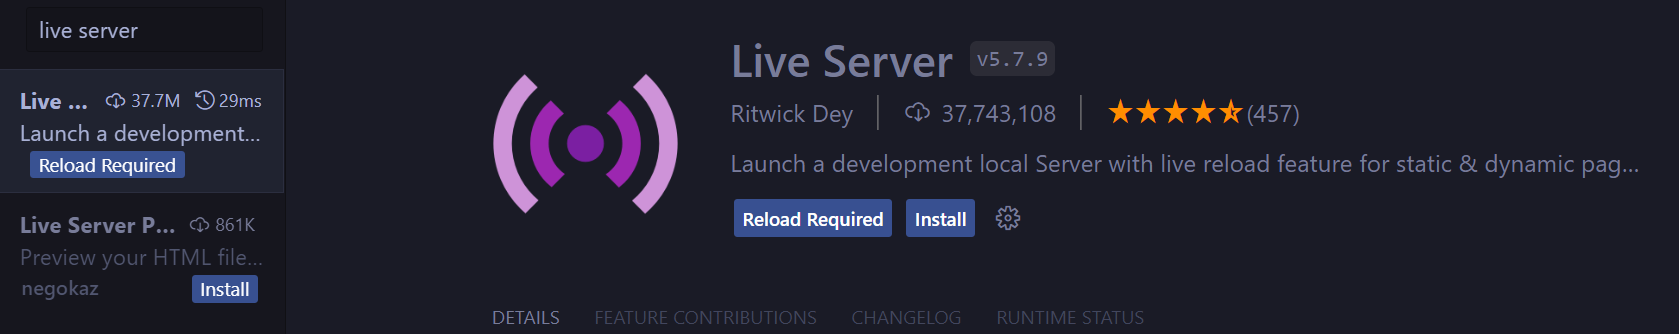 live server
Live ... 37.7M 29ms
Launch a development...
Reload Required
Live Server P... 861K
Preview your HTML file...
negokaz Install
Live Server v5.7.9
Ritwick Dey 37,743,108 (457)
Launch a development local Server with live reload feature for static & dynamic pag...
Reload Required Install
DETAILS FEATURE CONTRIBUTIONS CHANGELOG RUNTIME STATUS